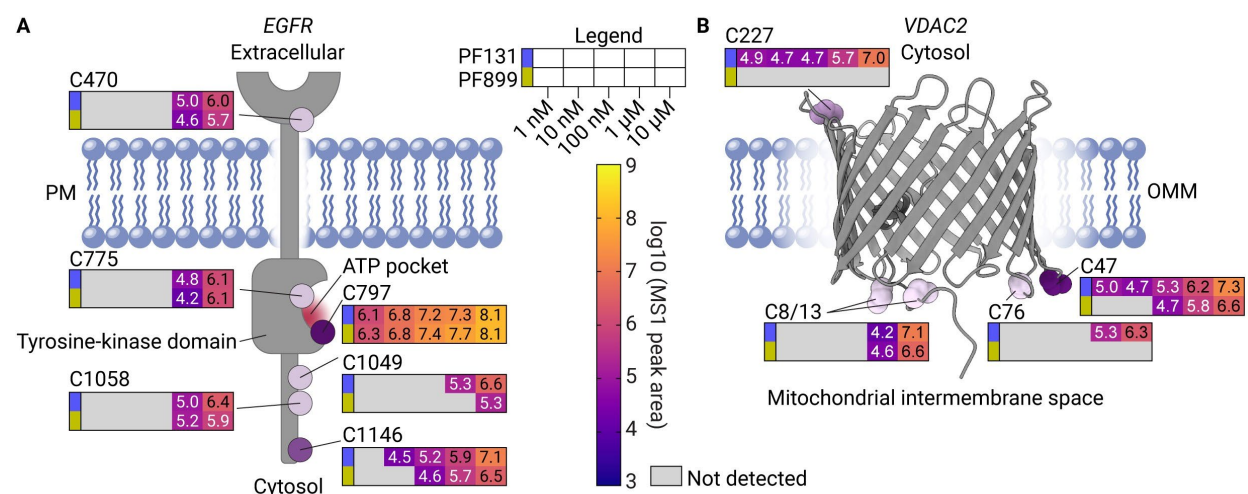 A
EGFR
Extracellular
C470
5.0 6.0
4.6 5.7
PM
C775
4.8 6.1
4.2 6.1
ATP pocket
C797
6.1 6.8 7.2 7.3 8.1
6.3 6.8 7.4 7.7 8.1
Tyrosine-kinase domain
C1049
5.3 6.6
5.3
C1058
5.0 6.4
5.2 5.9
C1146
4.5 5.2 5.9 7.1
4.6 5.7 6.5
Cytosol
Legend
PF131
PF899
1 nM
10 nM
100 nM
1 µM
10 µM
9
8
7
6
5
4
3
log10 (MS1 peak area)
Not detected
B
VDAC2
Cytosol
C227
4.9 4.7 4.7 5.7 7.0
OMM
C47
5.0 4.7 5.3 6.2 7.3
4.7 5.8 6.6
C8/13
4.2 7.1
4.6 6.6
C76
5.3 6.3
Mitochondrial intermembrane space